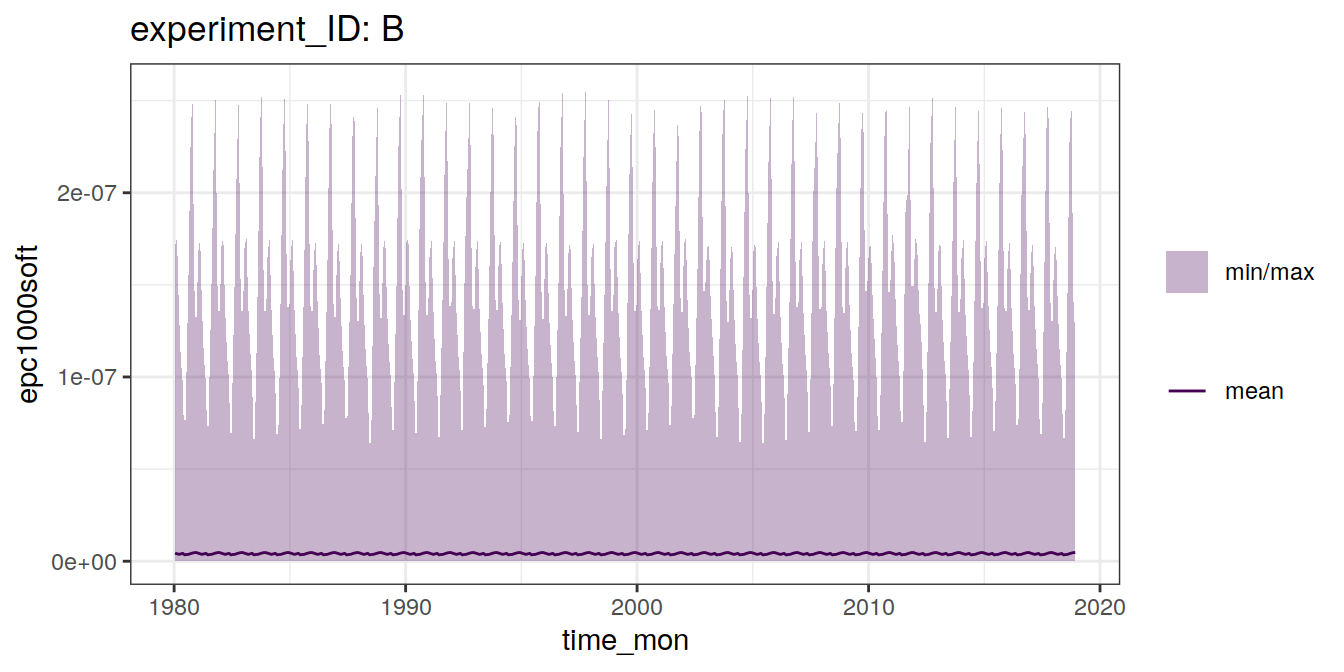 experiment_ID: B
epc1000soft
2e-07
1e-07
0e+00
1980
1990
2000
2010
2020
time_mon
min/max
mean